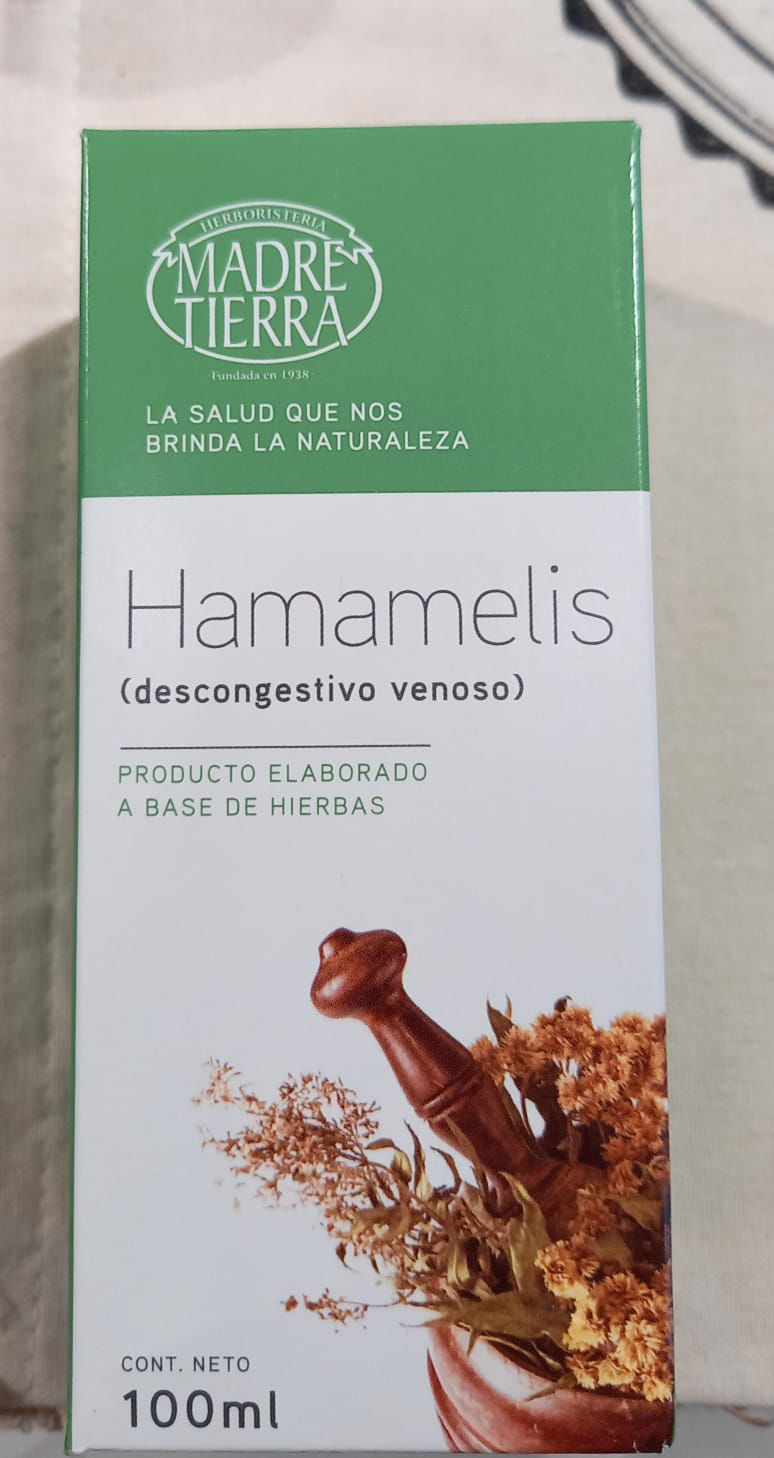 HERBORISTERIA
MADRE
TIERRA
·Fundada en 1938·
LA SALUD QUE NOS
BRINDA LA NATURALEZA
Hamamelis
(descongestivo venoso)
PRODUCTO ELABORADO
A BASE DE HIERBAS
CONT. NETO
100ml